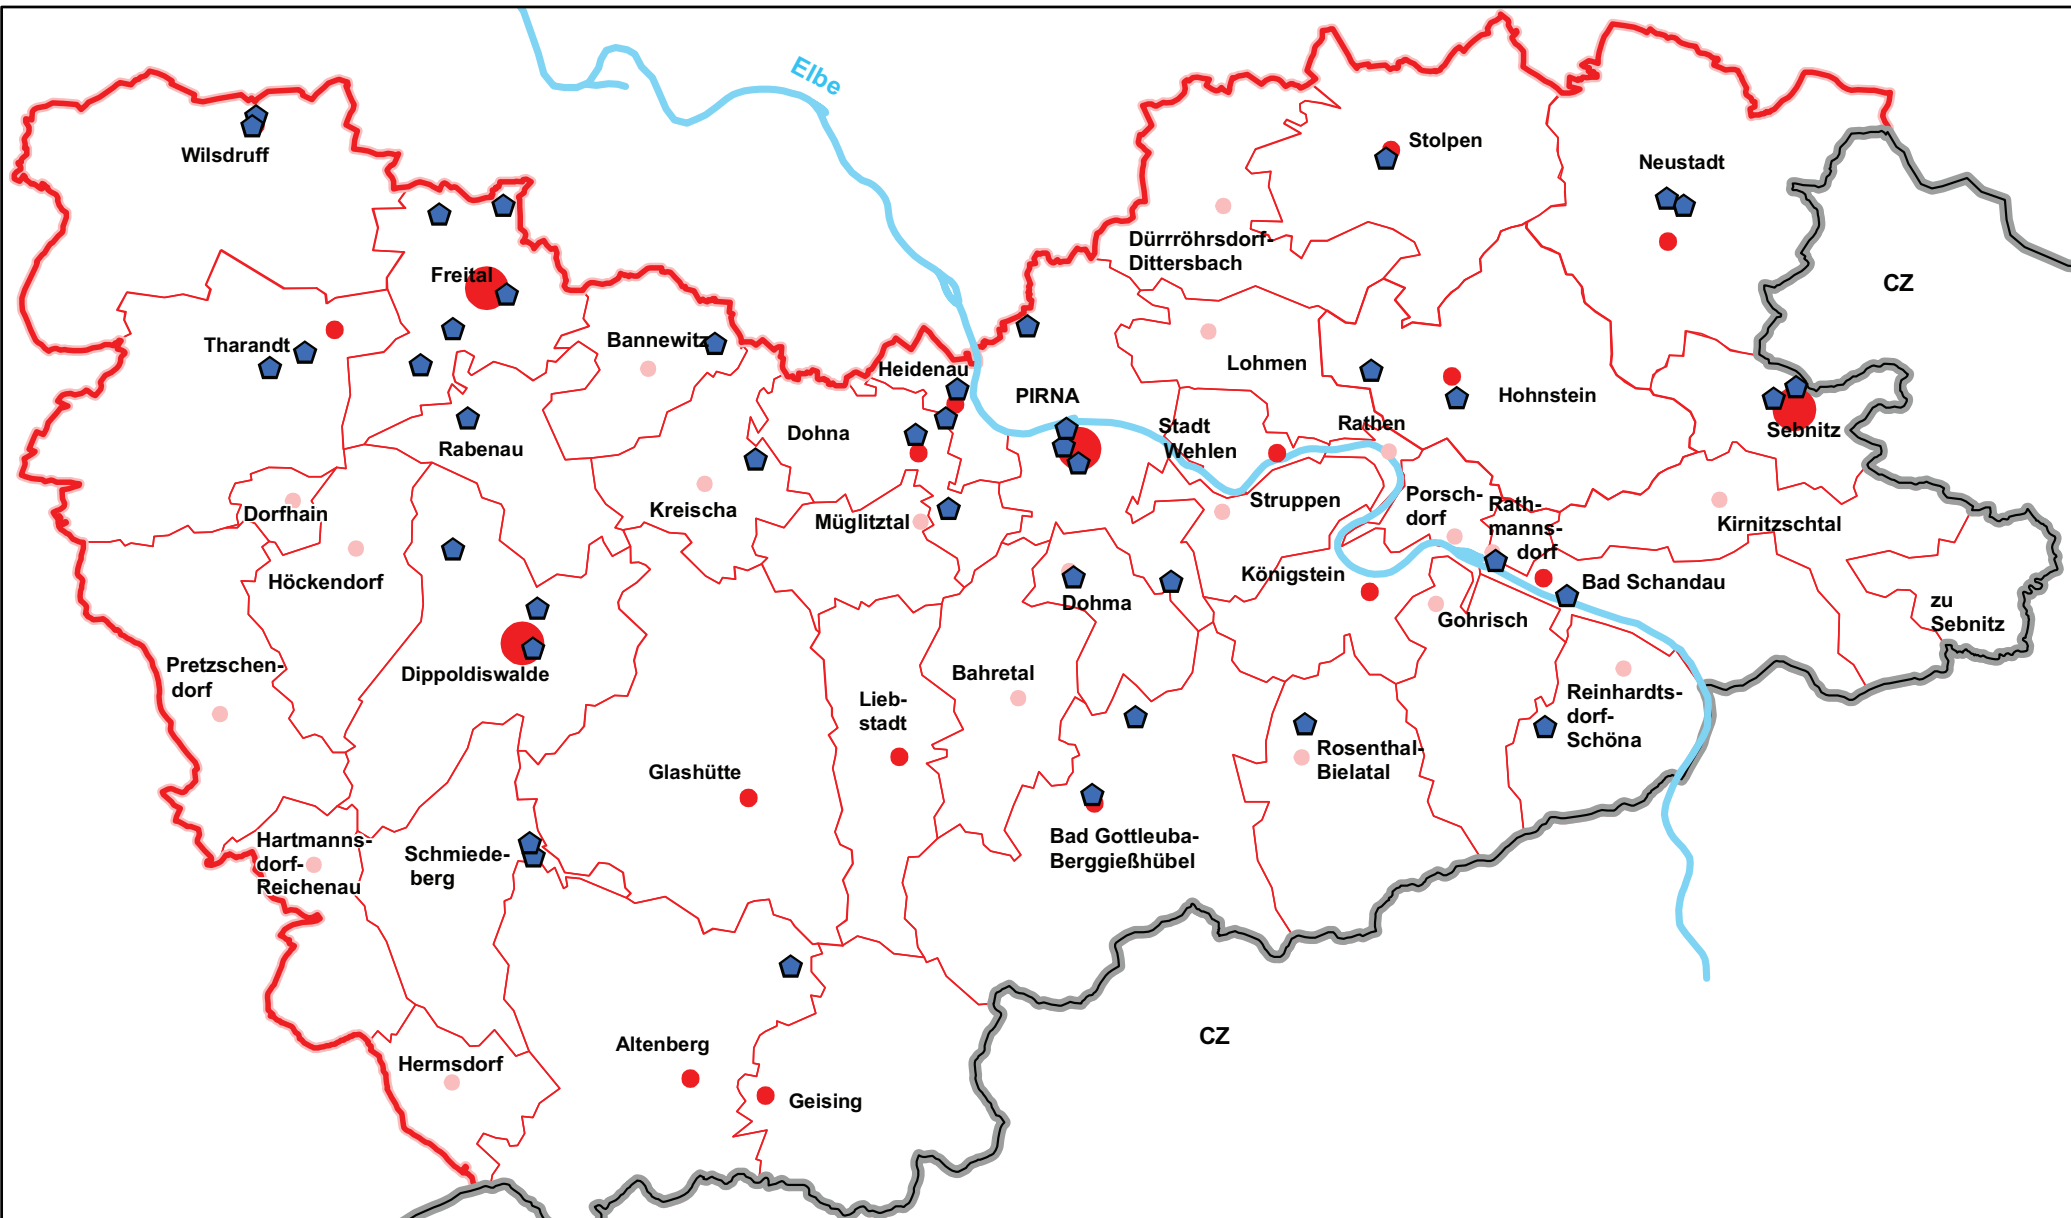 Elbe
Wilsdruff
Stolpen
Neustadt
Dürrröhrsdorf-
Dittersbach
CZ
Freital
Tharandt
Bannewitz
Heidenau
Lohmen
PIRNA
Hohnstein
Dohna
Stadt
Wehlen
Rathen
Sebnitz
Rabenau
Kreischa
Müglitztal
Struppen
Porsch-
dorf
Rath-
manns-
dorf
Kirnitzschtal
Dorfhain
Höckendorf
Königstein
Bad Schandau
Dohma
Gohrisch
zu
Sebnitz
Pretzschen-
dorf
Dippoldiswalde
Bahretal
Lieb-
stadt
Reinhardts-
dorf-
Schöna
Rosenthal-
Bielatal
Glashütte
Hartmanns-
dorf-
Reichenau
Schmiede-
berg
Bad Gottleuba-
Berggießhübel
CZ
Altenberg
Hermsdorf
Geising